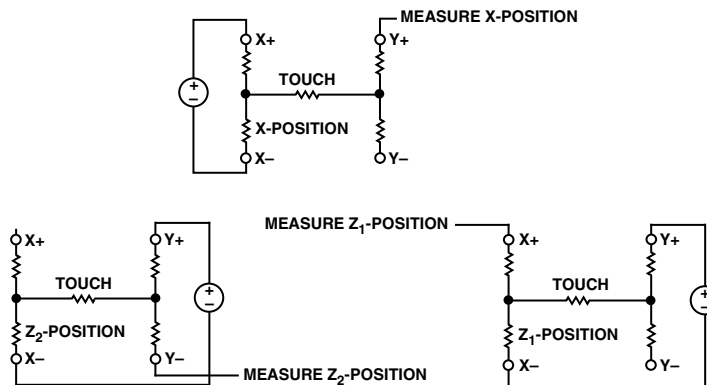 MEASURE X-POSITION
X+ Y+
TOUCH
X-POSITION
X– Y–
MEASURE Z1-POSITION
X+ Y+
TOUCH
Z2-POSITION
X– Y–
MEASURE Z2-POSITION
X+ Y+
TOUCH
Z1-POSITION
X– Y–